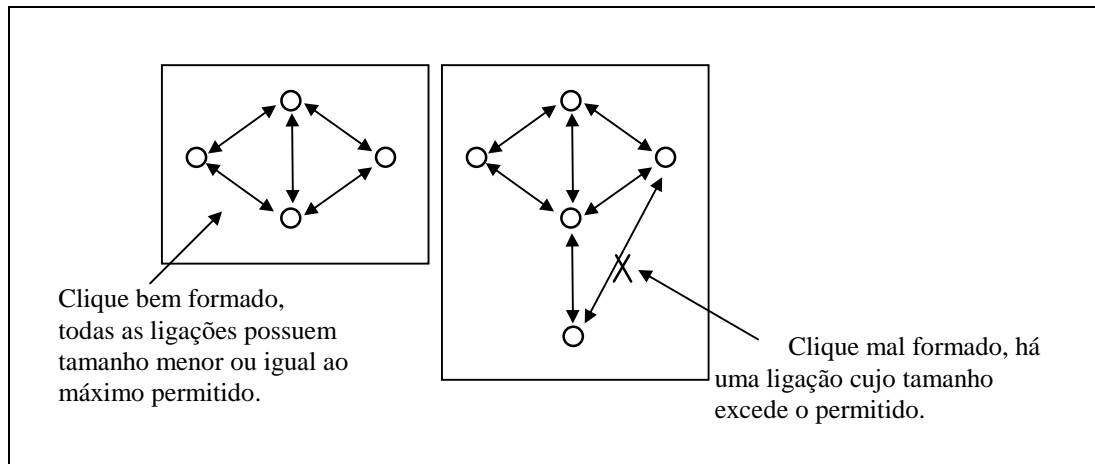 Clique bem formado,
todas as ligações possuem
tamanho menor ou igual ao
máximo permitido.
Clique mal formado, há
uma ligação cujo tamanho
excede o permitido.